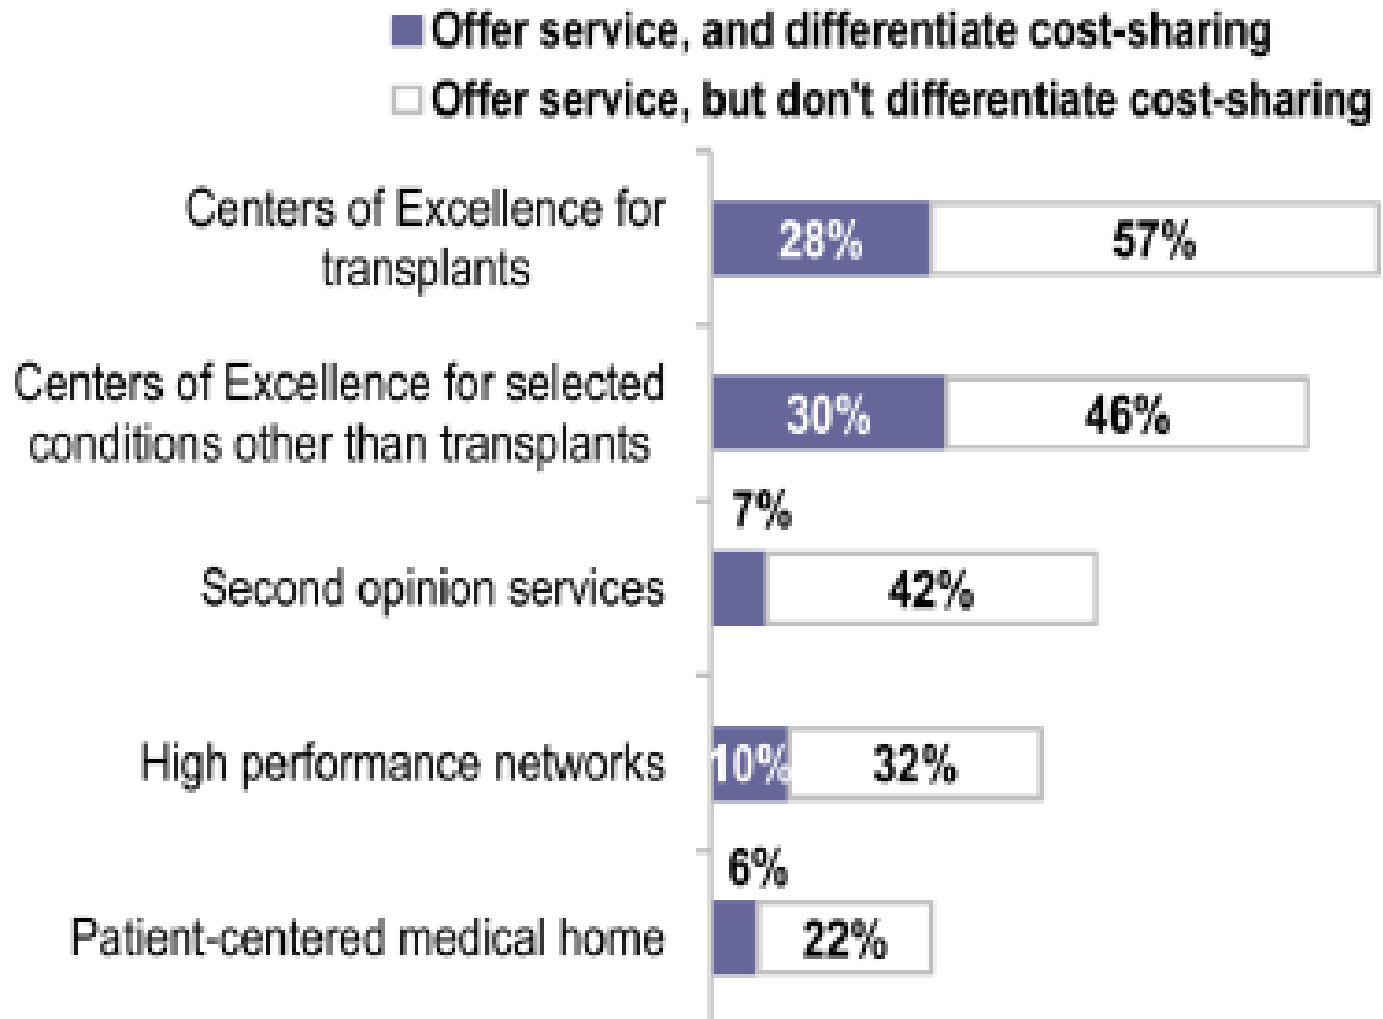 Offer service, and differentiate cost-sharing
Offer service, but don't differentiate cost-sharing
Centers of Excellence for
transplants
28%
57%
Centers of Excellence for selected
conditions other than transplants
30%
46%
7%
Second opinion services
42%
High performance networks
10%
32%
6%
Patient-centered medical home
22%